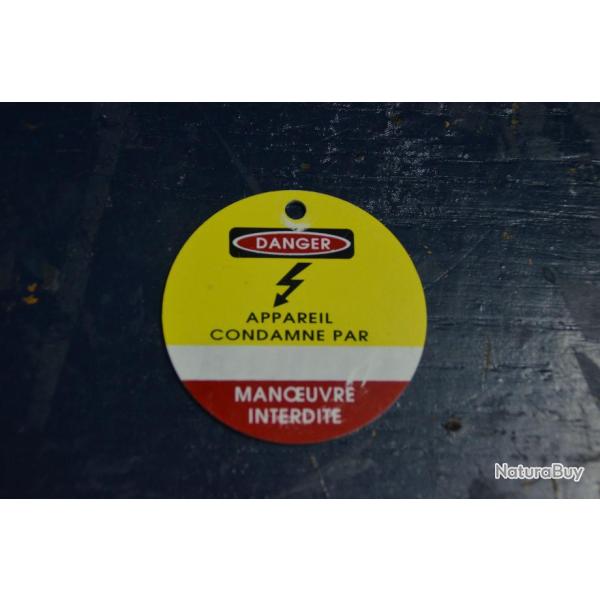 DANGER
APPAREIL
CONDAMNE PAR
MANŒUVRE
INTERDITE
NaturaBuy